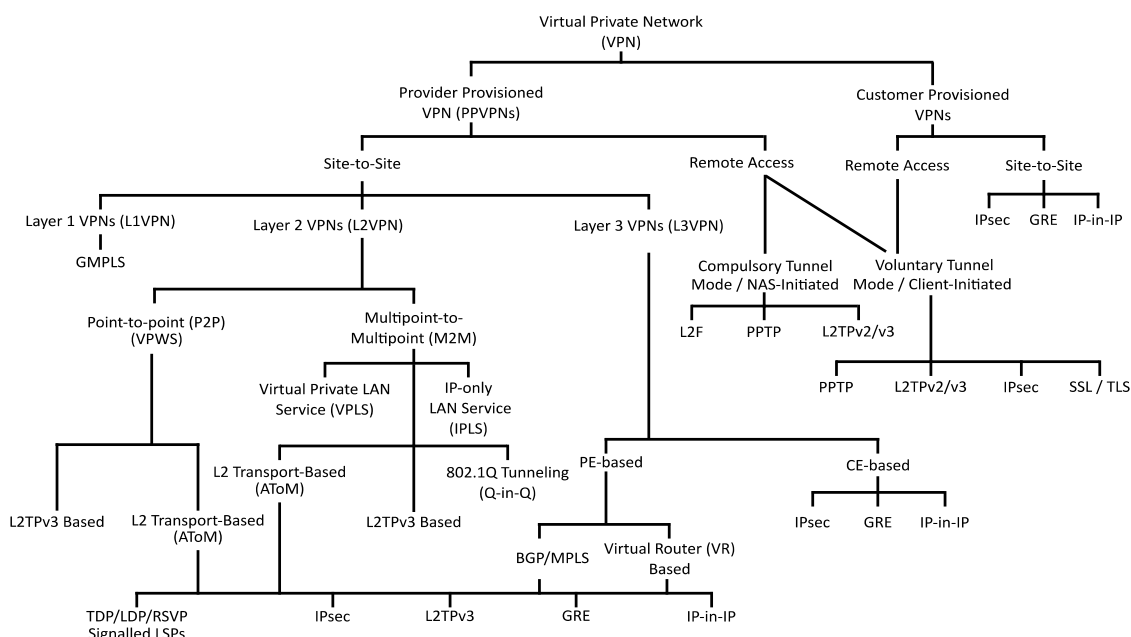 Virtual Private Network
(VPN)
Provider Provisioned
VPN (PPVPNs)
Customer Provisioned
VPNs
Site-to-Site
Remote Access
Remote Access
Site-to-Site
Layer 1 VPNs (L1VPN)
Layer 2 VPNs (L2VPN)
Layer 3 VPNs (L3VPN)
IPsec
GRE
IP-in-IP
GMPLS
Compulsory Tunnel
Mode / NAS-Initiated
Voluntary Tunnel
Mode / Client-Initiated
Point-to-point (P2P)
(VPWS)
Multipoint-to-
Multipoint (M2M)
L2F
PPTP
L2TPv2/v3
Virtual Private LAN
Service (VPLS)
IP-only
LAN Service
(IPLS)
PPTP
L2TPv2/v3
IPsec
SSL / TLS
L2 Transport-Based
(AToM)
802.1Q Tunneling
(Q-in-Q)
PE-based
CE-based
L2TPv3 Based
L2 Transport-Based
(AToM)
L2TPv3 Based
IPsec
GRE
IP-in-IP
BGP/MPLS
Virtual Router (VR)
Based
TDP/LDP/RSVP
Signalled LSPs
IPsec
L2TPv3
GRE
IP-in-IP